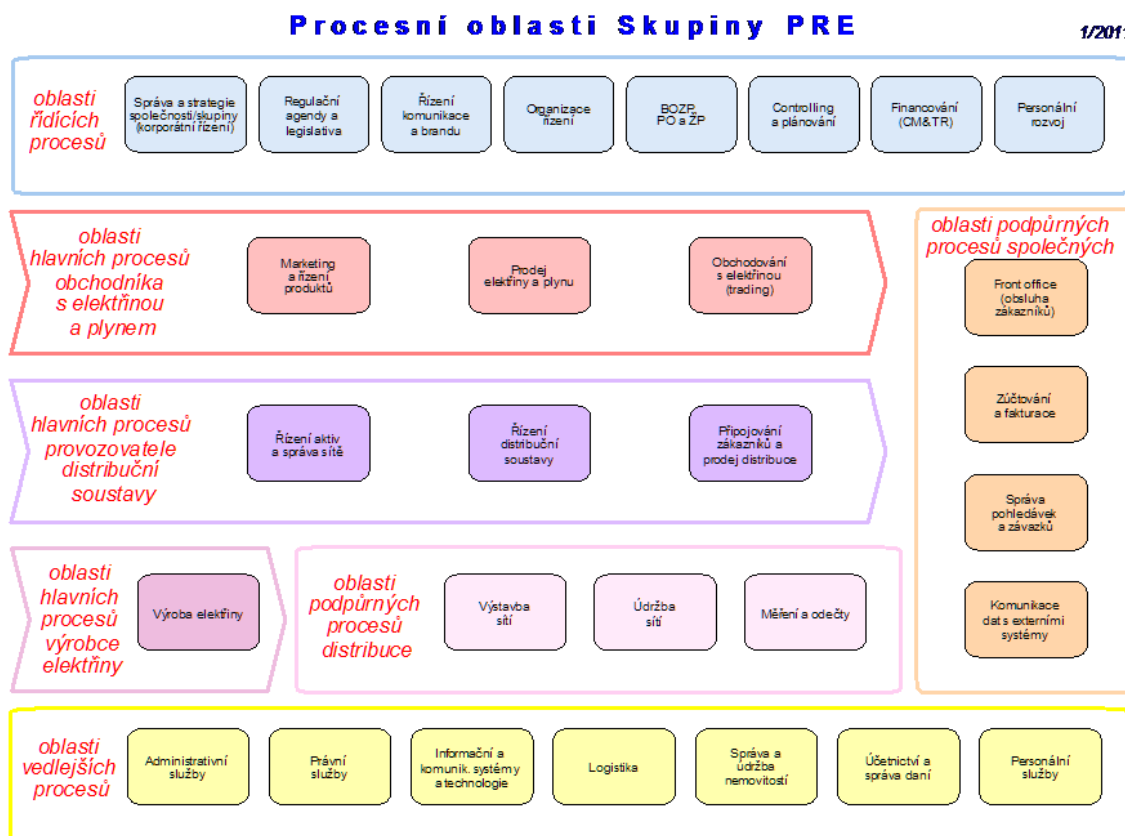 Procesní oblasti Skupiny PRE
1/2011
oblasti
řídících
procesů
Správa a strategie
společnosti/skupiny
(korporátní řízení)
Regulační
agendy a
legislativa
Řízení
komunikace
a brandu
Organizace
řízení
BOZP,
PO a ŽP
Controlling
a plánování
Financování
(CM&TR)
Personální
rozvoj
oblasti
hlavních procesů
obchodníka
s elektřinou
a plynem
Marketing
a řízení
produktů
Prodej
elektřiny a plynu
Obchodování
s elektřinou
(trading)
oblasti podpůrných
procesů společných
Front office
(obsluha
zákazníků)
Zúčtování
a fakturace
Správa
pohledávek
a závazků
Komunikace
dat s externími
systémy
oblasti
hlavních procesů
provozovatele
distribuční
soustavy
Řízení aktiv
a správa sítě
Řízení
distribuční
soustavy
Připojování
zákazníků a
prodej distribuce
oblasti
hlavních
procesů
výrobce
elektřiny
Výroba elektřiny
oblasti
podpůrných
procesů
distribuce
Výstavba
sítí
Údržba
sítí
Měření a odečty
oblasti
vedlejších
procesů
Administrativní
služby
Právní
služby
Informační a
komunik. systémy
a technologie
Logistika
Správa a
údržba
nemovitostí
Účetnictví a
správa daní
Personální
služby